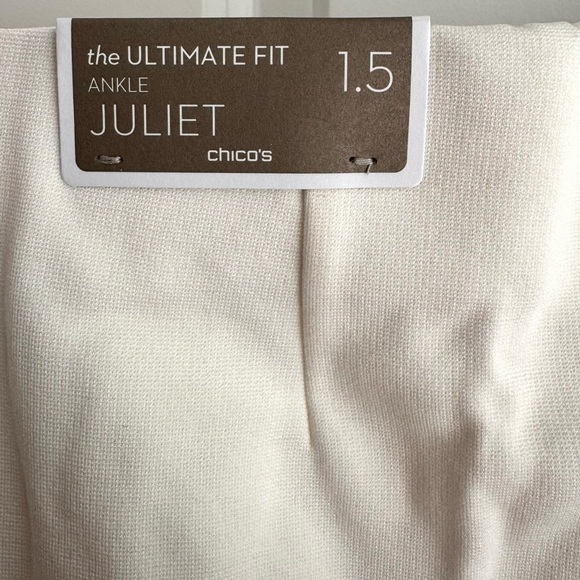 the ULTIMATE FIT
ANKLE
JULIET
1.5
chico's